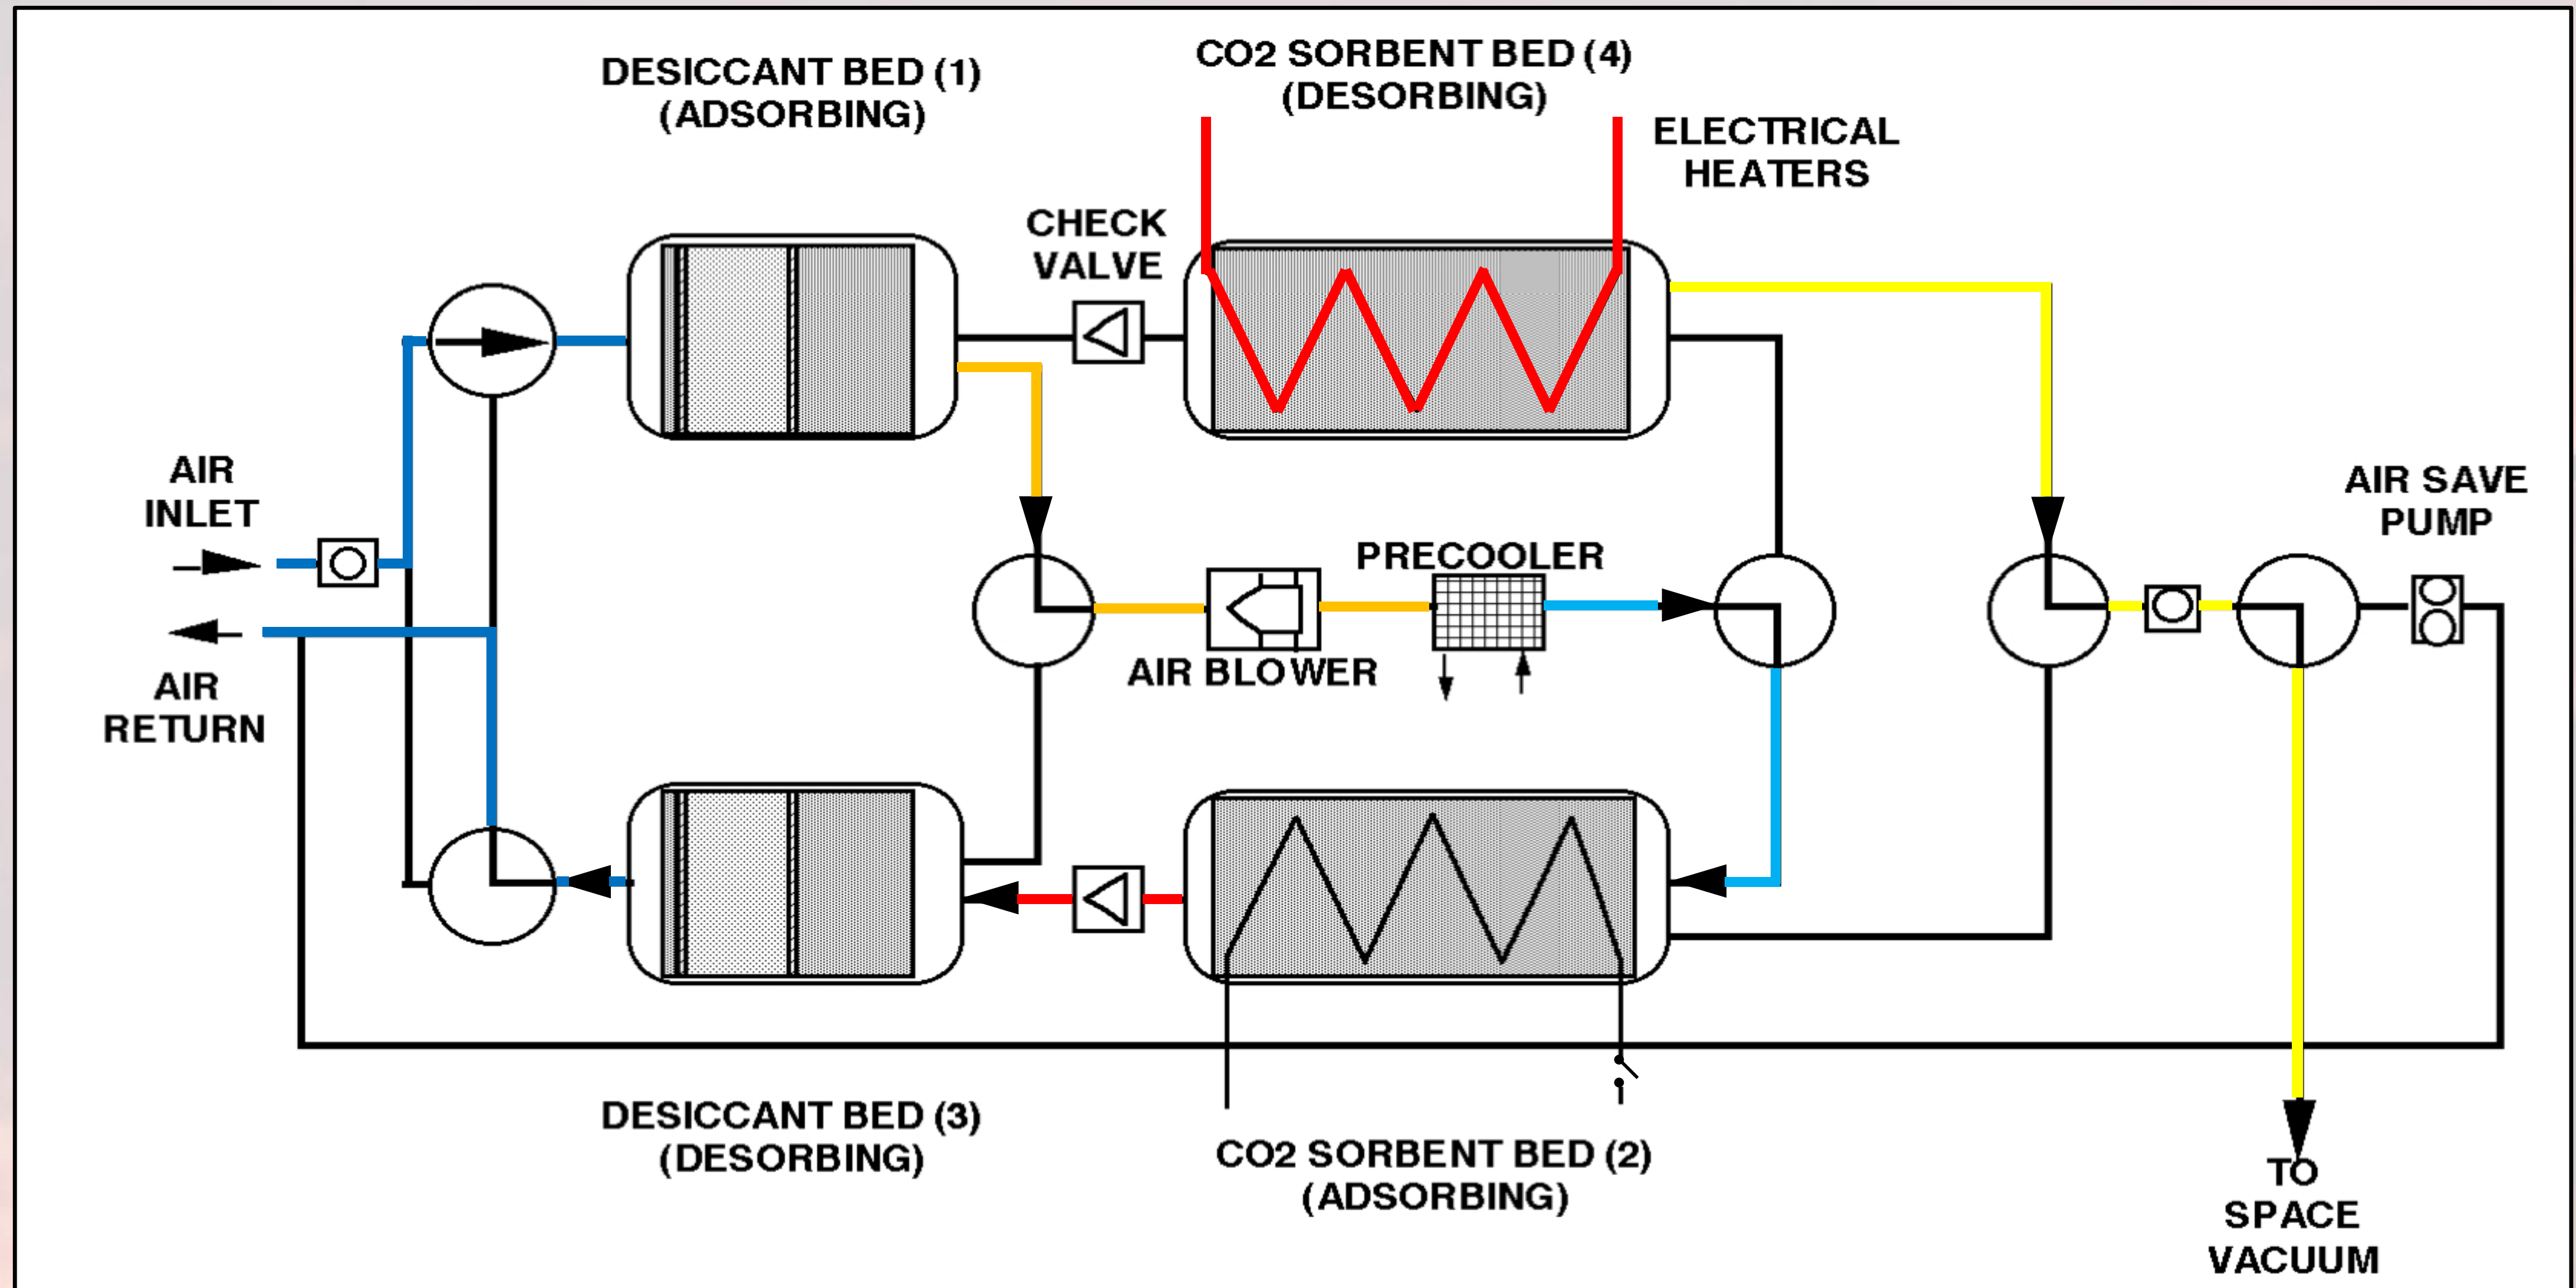 DESICCANT BED (1)
(ADSORBING)
CO2 SORBENT BED (4)
(DESORBING)
ELECTRICAL
HEATERS
CHECK
VALVE
AIR
INLET
AIR SAVE
PUMP
PRECOOLER
AIR BLOWER
AIR
RETURN
DESICCANT BED (3)
(DESORBING)
CO2 SORBENT BED (2)
(ADSORBING)
TO
SPACE
VACUUM